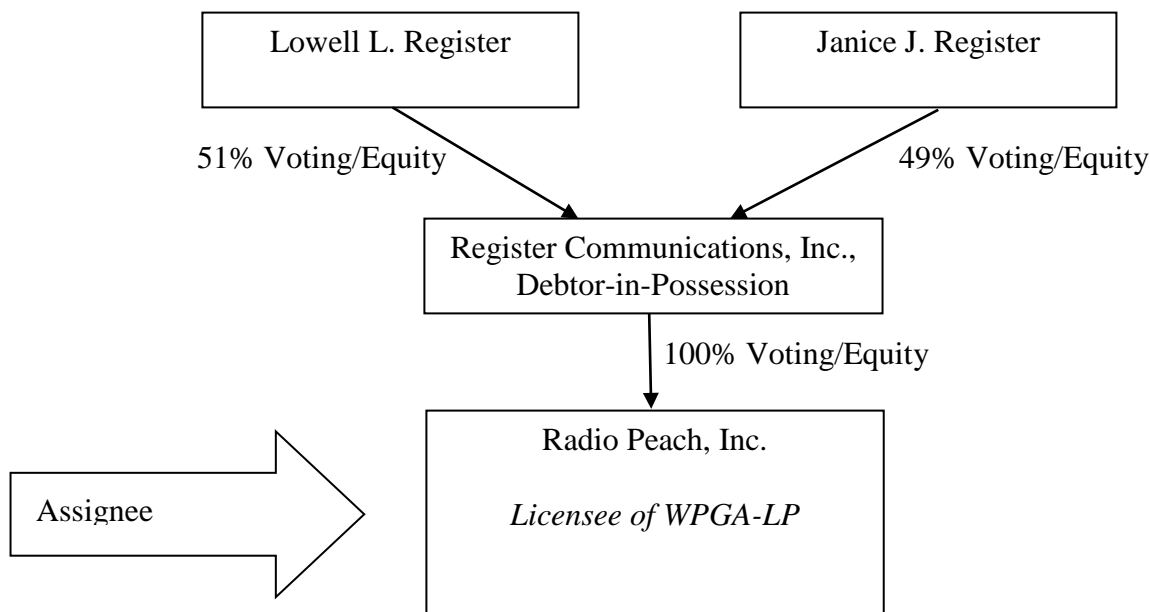 Lowell L. Register
Janice J. Register
51% Voting/Equity
49% Voting/Equity
Register Communications, Inc.,
Debtor-in-Possession
100% Voting/Equity
Radio Peach, Inc.
Licensee of WPGA-LP
Assignee